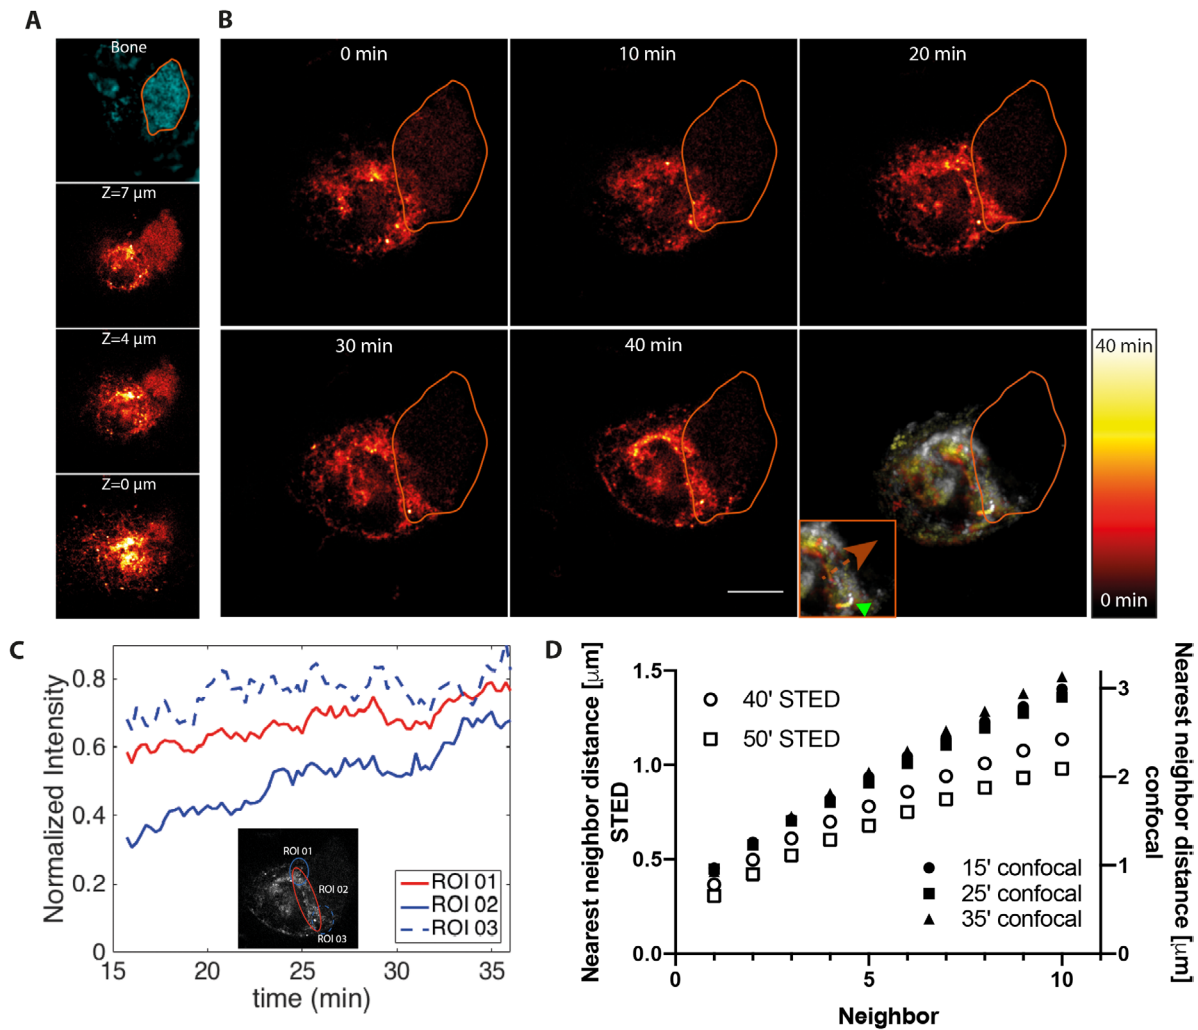 A
B
Bone
Z=7 µm
Z=4 µm
Z=0 µm
0 min
10 min
20 min
30 min
40 min
40 min
0 min
C
Normalized Intensity
0.8
0.6
0.4
0.2
0
15
20
25
30
35
time (min)
ROI 01
ROI 02
ROI 03
ROI 01
ROI 02
ROI 03
D
Nearest neighbor distance [µm]
STED
1.5
1.0
0.5
0.0
0
5
10
Neighbor
40' STED
50' STED
15' confocal
25' confocal
35' confocal
3
2
1
0
Nearest neighbor distance [µm]
confocal